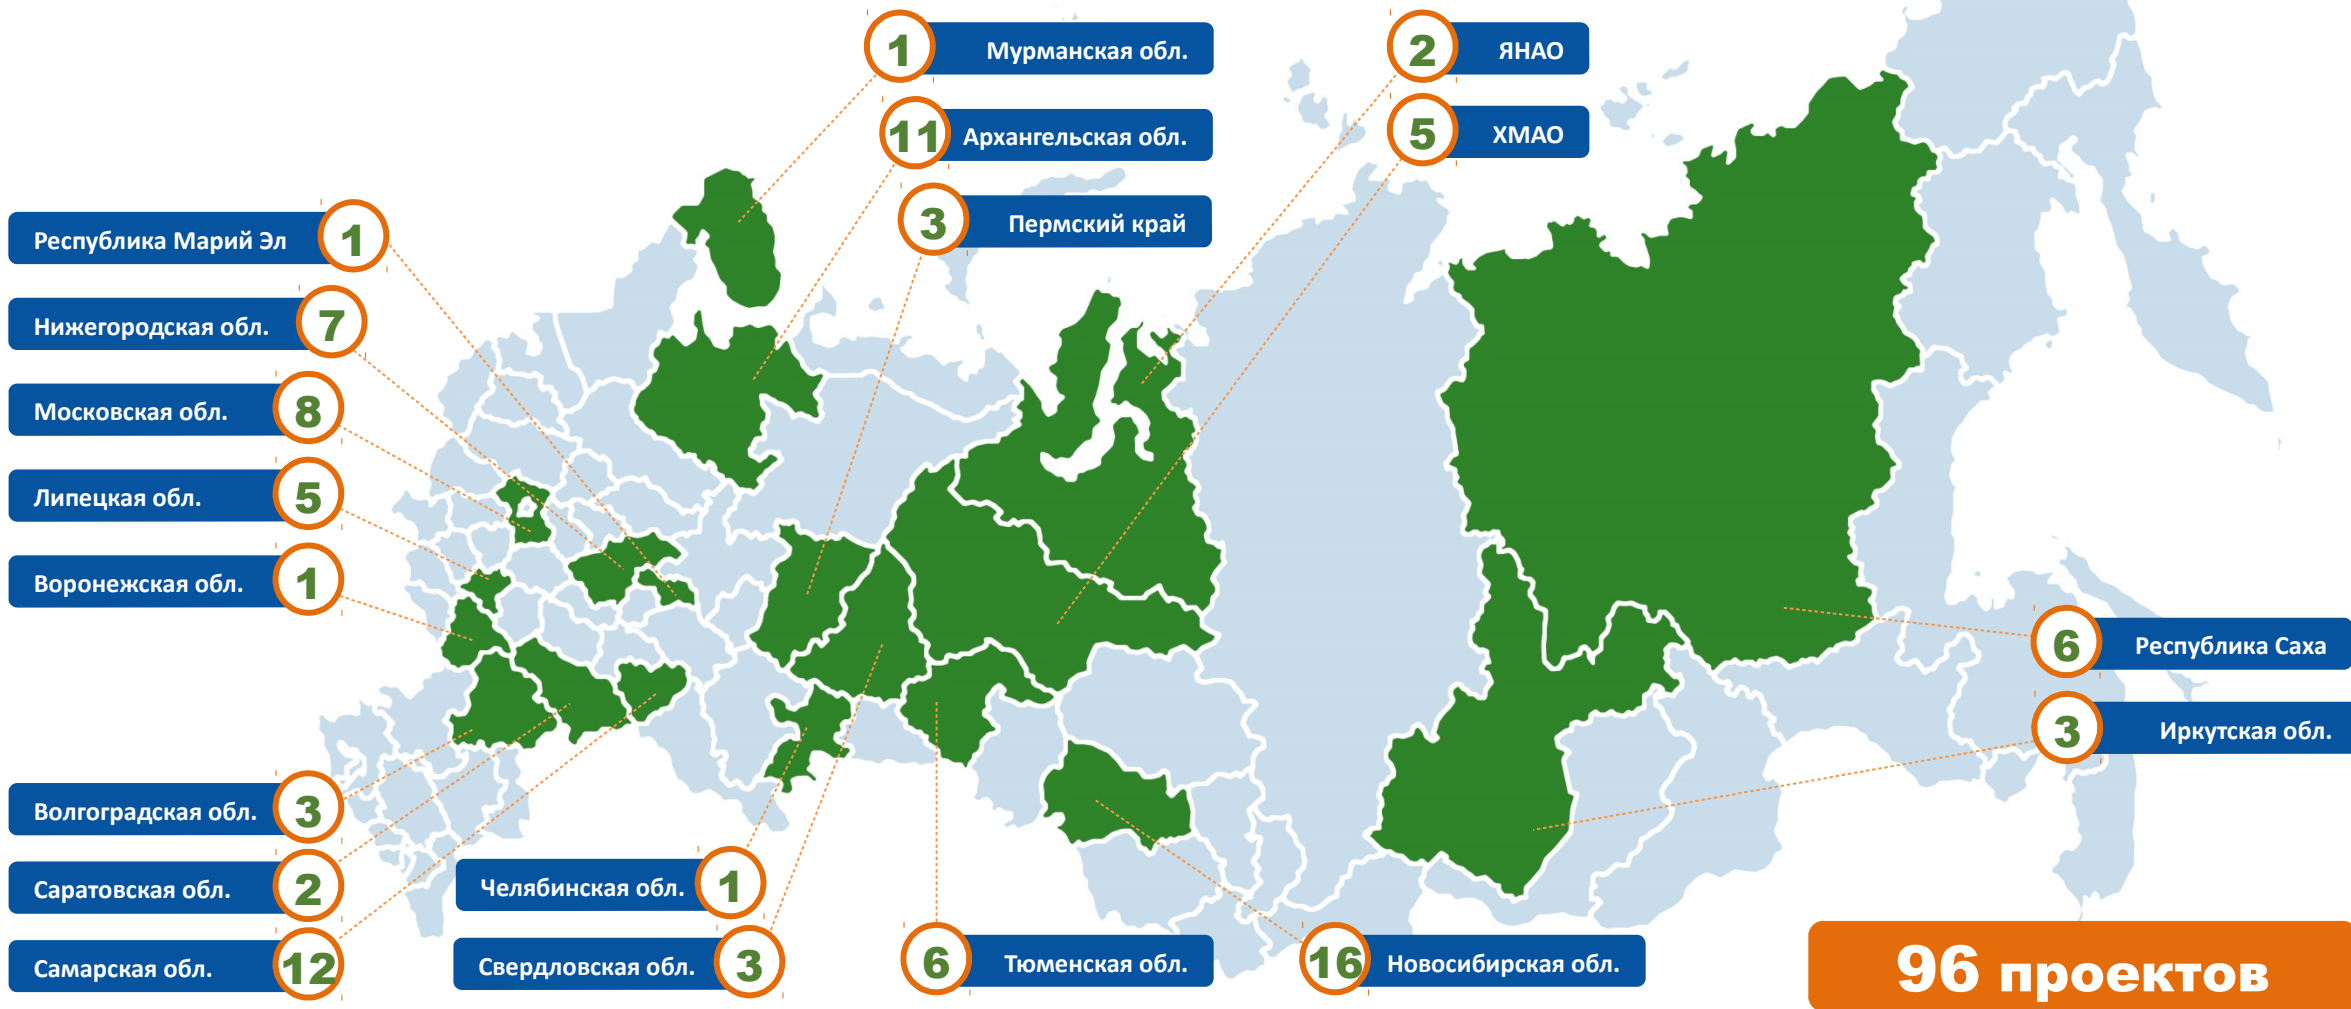 1 Мурманская обл.
11 Архангельская обл.
3 Пермский край
2 ЯНАО
5 ХМАО
Республика Марий Эл 1
Нижегородская обл. 7
Московская обл. 8
Липецкая обл. 5
Воронежская обл. 1
Волгоградская обл. 3
Саратовская обл. 2
Самарская обл. 12
Челябинская обл. 1
Свердловская обл. 3
6 Тюменская обл.
16 Новосибирская обл.
6 Республика Саха
3 Иркутская обл.
96 проектов